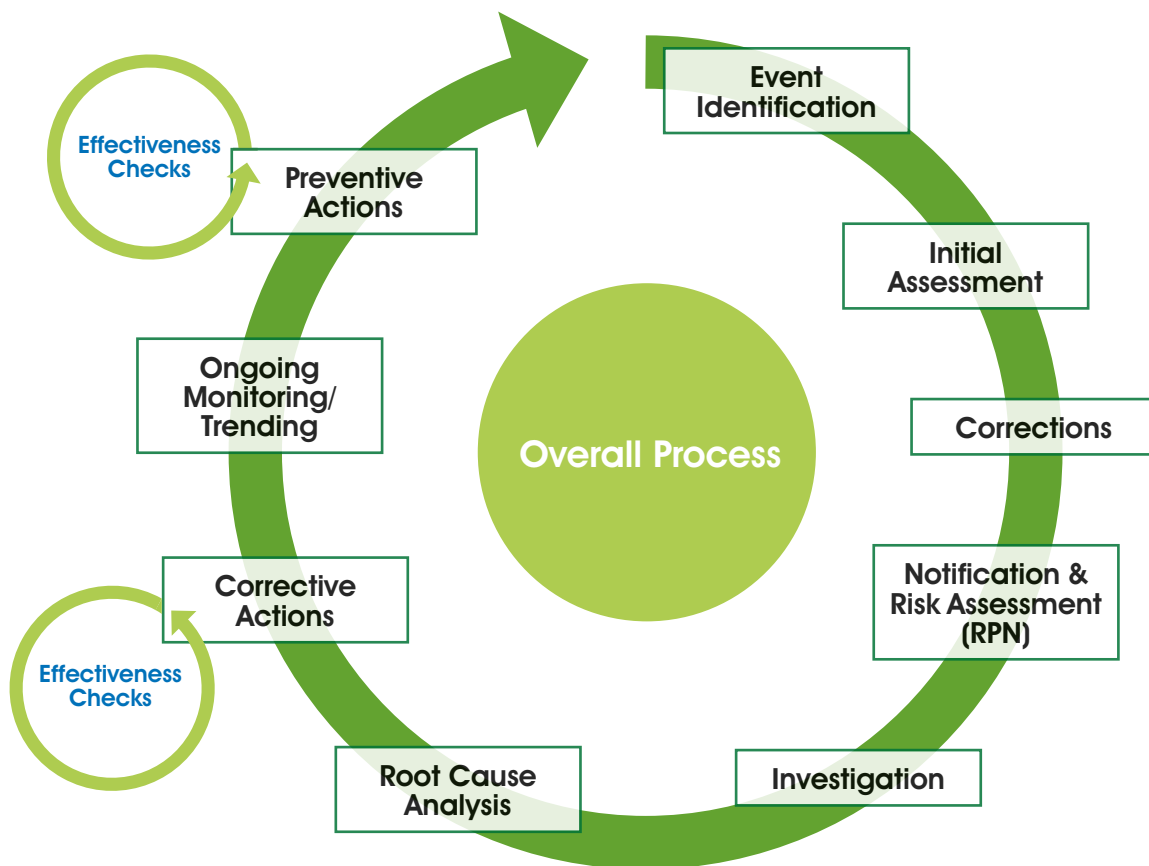 Event
Identification
Initial
Assessment
Corrections
Notification &
Risk Assessment
(RPN)
Investigation
Root Cause
Analysis
Corrective
Actions
Effectiveness
Checks
Ongoing
Monitoring/
Trending
Preventive
Actions
Effectiveness
Checks
Overall Process